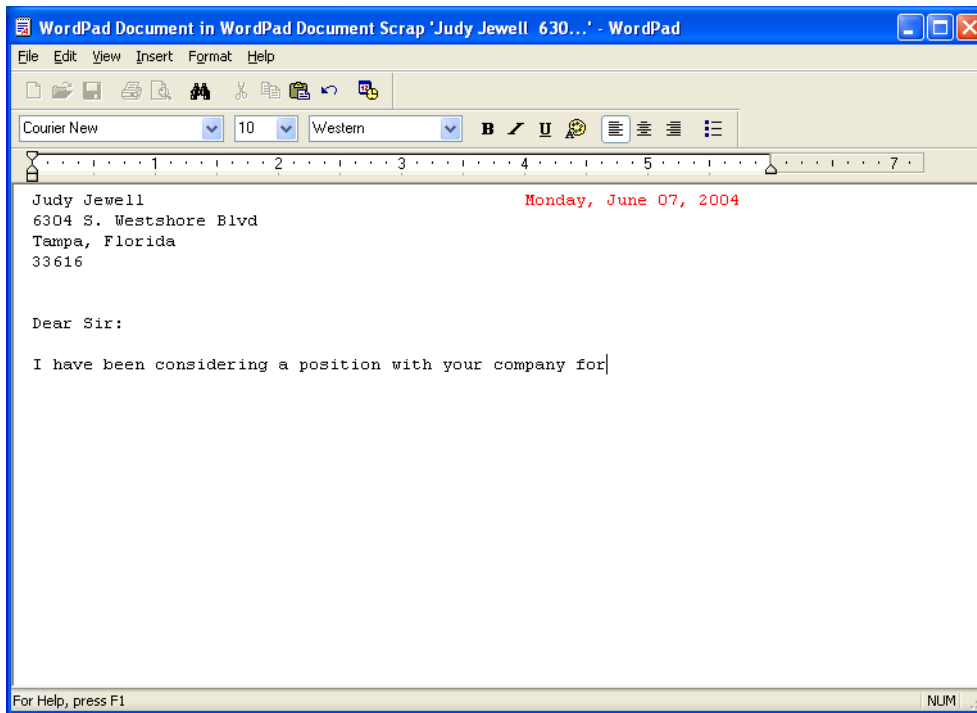 WordPad Document in WordPad Document Scrap 'Judy Jewell 630...' - WordPad
File Edit View Insert Format Help
Courier New 10 Western B I U
1 2 3 4 5 7
Judy Jewell Monday, June 07, 2004
6304 S. Westshore Blvd
Tampa, Florida
33616
Dear Sir:
I have been considering a position with your company for
For Help, press F1 NUM